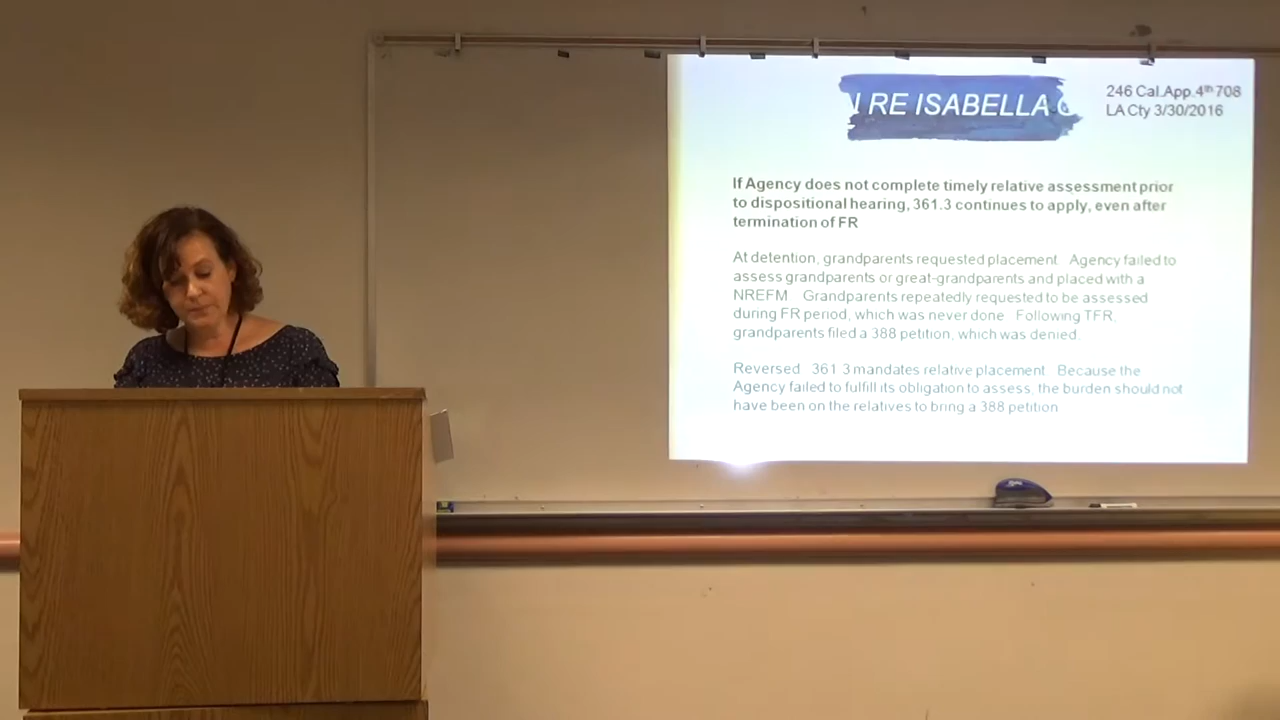 RE ISABELLA
246 Cal.App.4th 708
LA Cty 3/30/2016
If Agency does not complete timely relative assessment prior
to dispositional hearing, 361.3 continues to apply, even after
termination of FR
At detention, grandparents requested placement. Agency failed to
assess grandparents or great-grandparents and placed with a
NREFM. Grandparents repeatedly requested to be assessed
during FR period, which was never done. Following TFR,
grandparents filed a 388 petition, which was denied.
Reversed. 361.3 mandates relative placement. Because the
Agency failed to fulfill its obligation to assess, the burden should not
have been on the relatives to bring a 388 petition